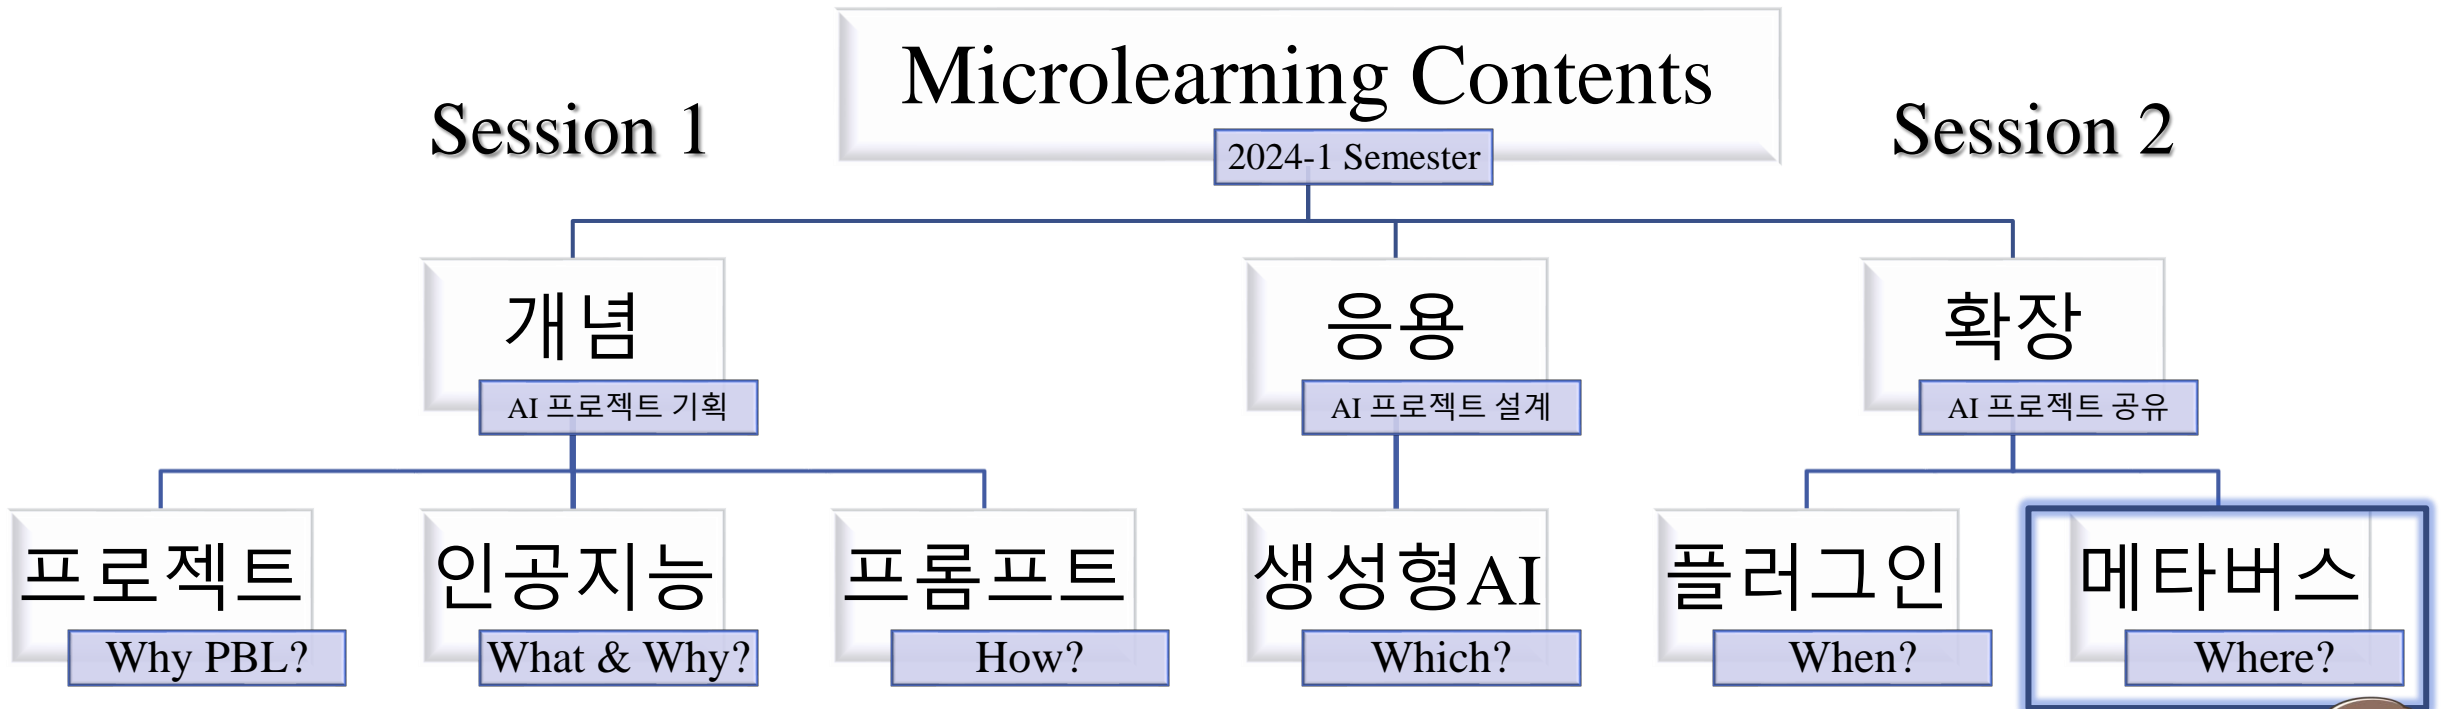 Microlearning Contents
2024-1 Semester
Session 1
Session 2
개념
AI 프로젝트 기획
응용
AI 프로젝트 설계
확장
AI 프로젝트 공유
프로젝트
Why PBL?
인공지능
What & Why?
프롬프트
How?
생성형AI
Which?
플러그인
When?
메타버스
Where?